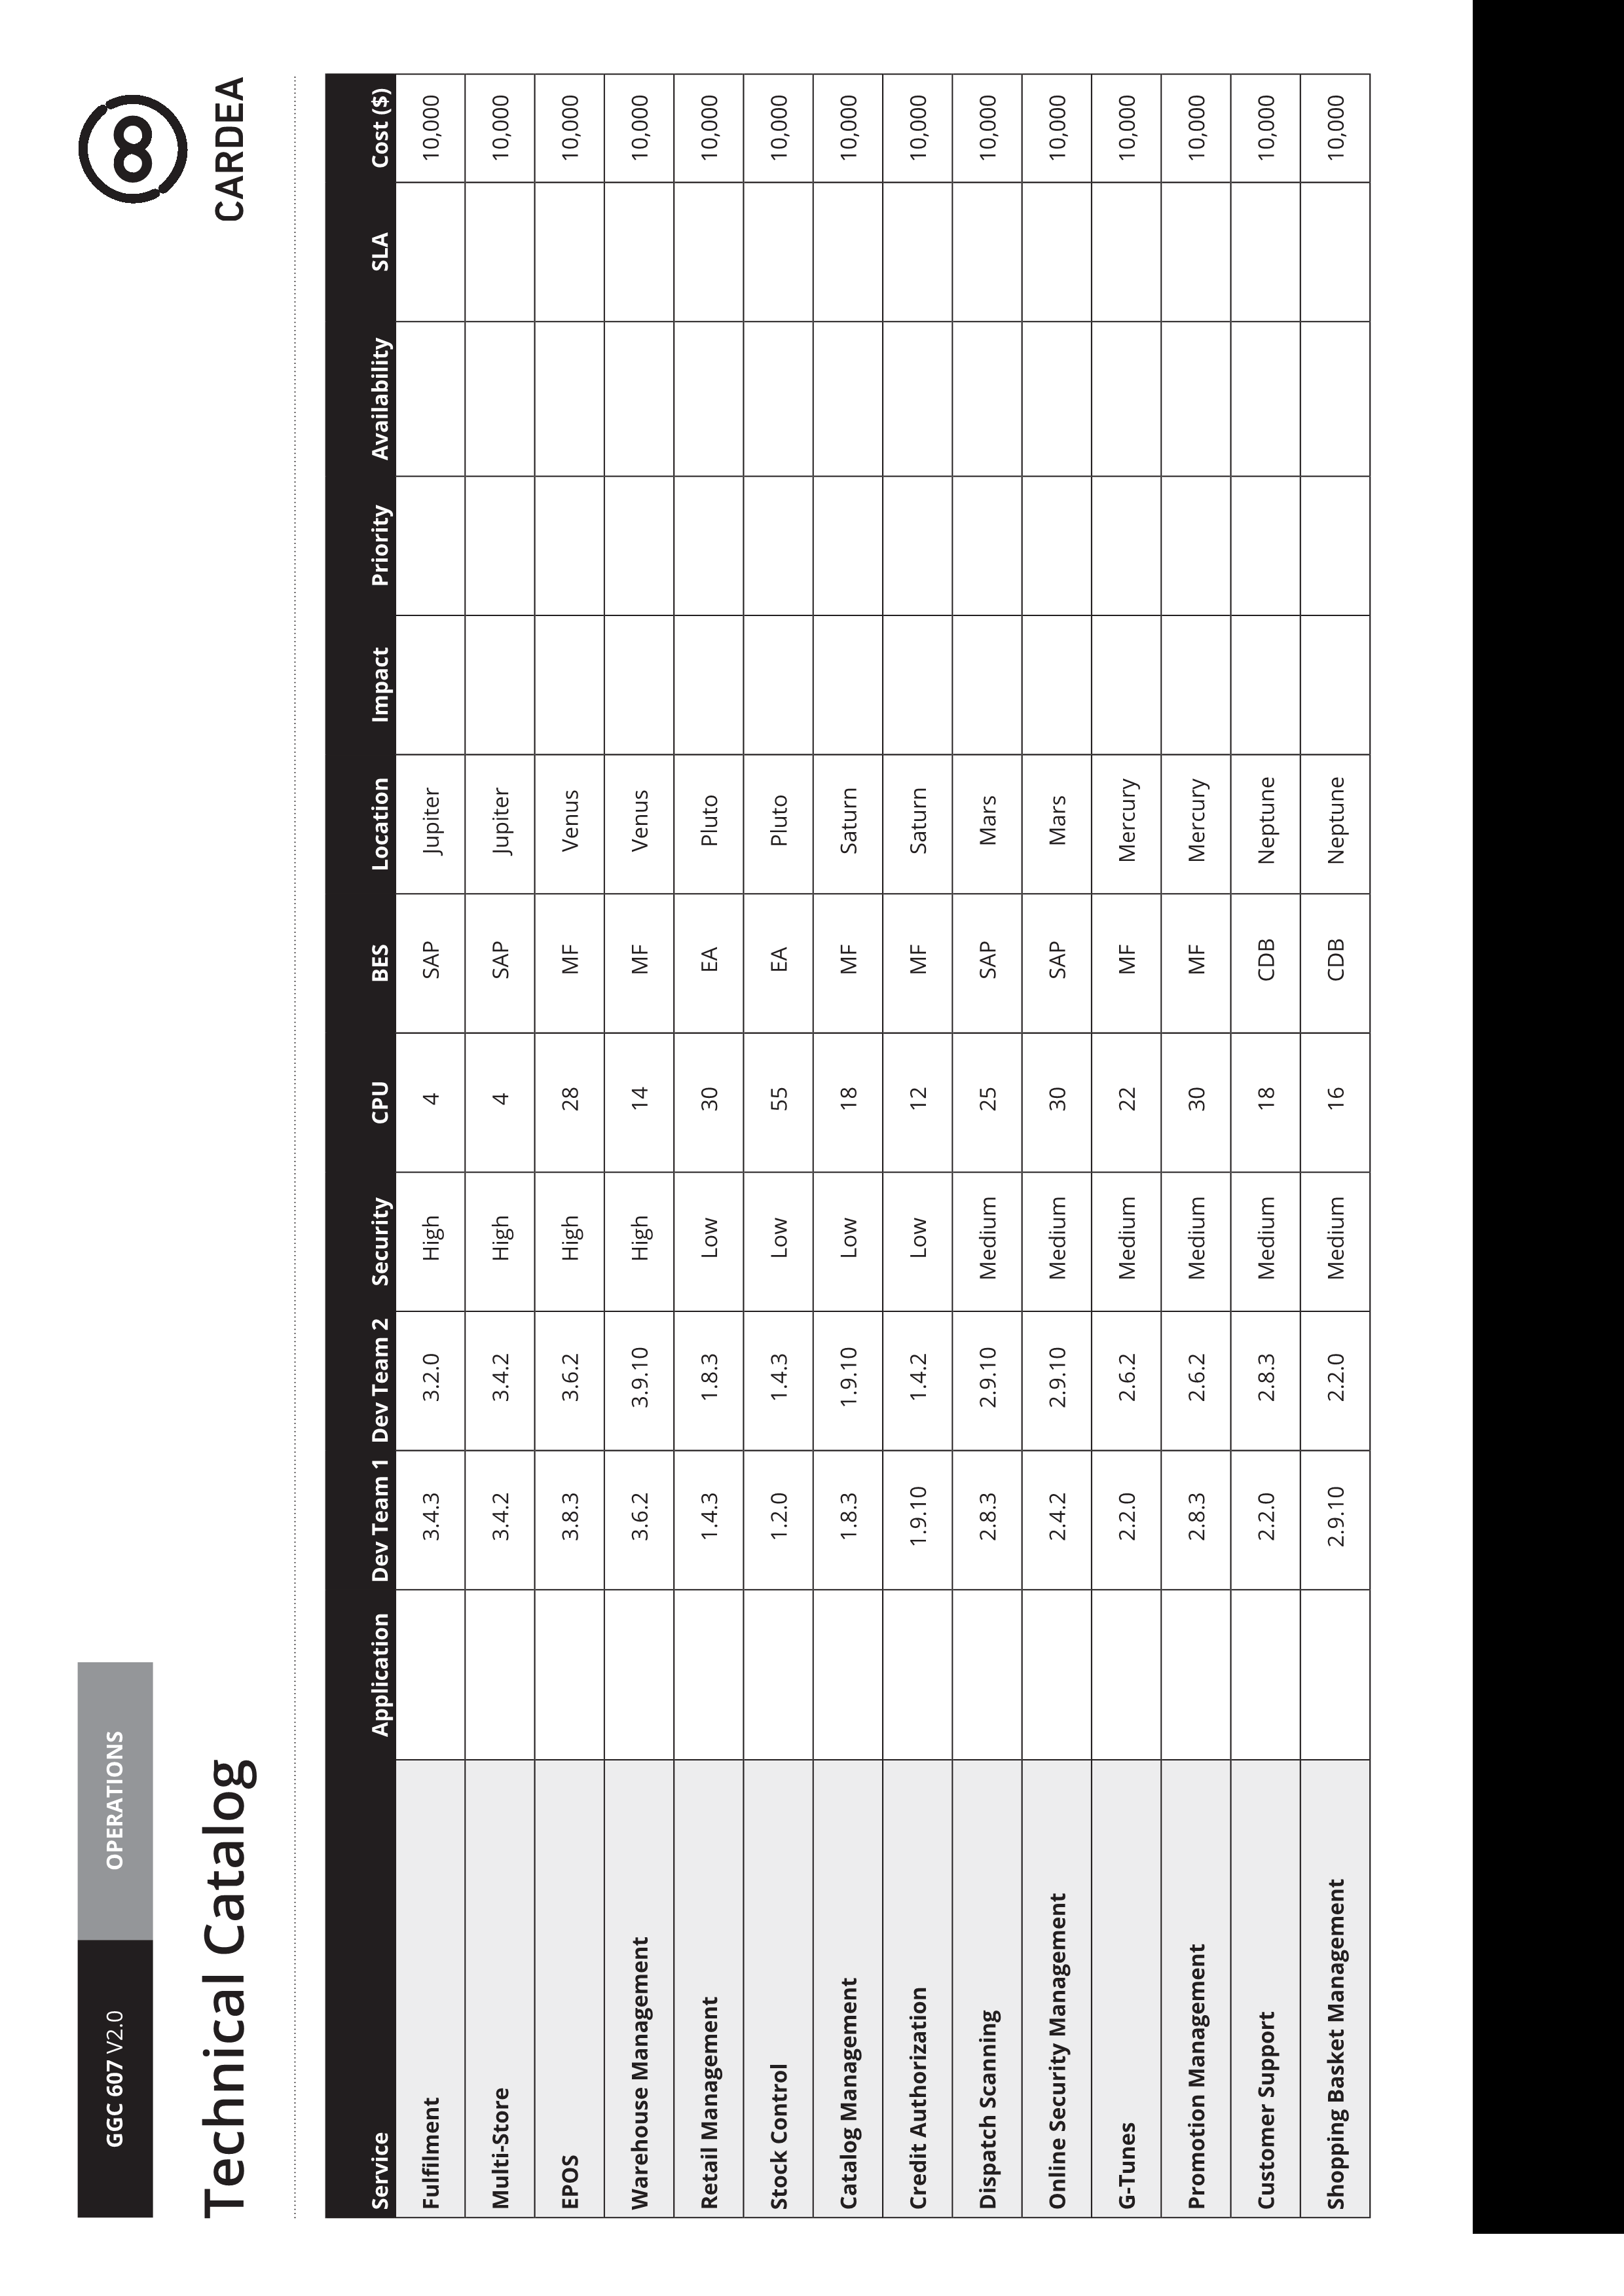 GGC 607 V2.0 OPERATIONS
CARDEA
Technical Catalog
Service Application Dev Team 1 Dev Team 2 Security CPU BES Location Impact Priority Availability SLA Cost ($)
Fulfilment 3.4.3 3.2.0 High 4 SAP Jupiter 10,000
Multi-Store 3.4.2 3.4.2 High 4 SAP Jupiter 10,000
EPOS 3.8.3 3.6.2 High 28 MF Venus 10,000
Warehouse Management 3.6.2 3.9.10 High 14 MF Venus 10,000
Retail Management 1.4.3 1.8.3 Low 30 EA Pluto 10,000
Stock Control 1.2.0 1.4.3 Low 55 EA Pluto 10,000
Catalog Management 1.8.3 1.9.10 Low 18 MF Saturn 10,000
Credit Authorization 1.9.10 1.4.2 Low 12 MF Saturn 10,000
Dispatch Scanning 2.8.3 2.9.10 Medium 25 SAP Mars 10,000
Online Security Management 2.4.2 2.9.10 Medium 30 SAP Mars 10,000
G-Tunes 2.2.0 2.6.2 Medium 22 MF Mercury 10,000
Promotion Management 2.8.3 2.6.2 Medium 30 MF Mercury 10,000
Customer Support 2.2.0 2.8.3 Medium 18 CDB Neptune 10,000
Shopping Basket Management 2.9.10 2.2.0 Medium 16 CDB Neptune 10,000